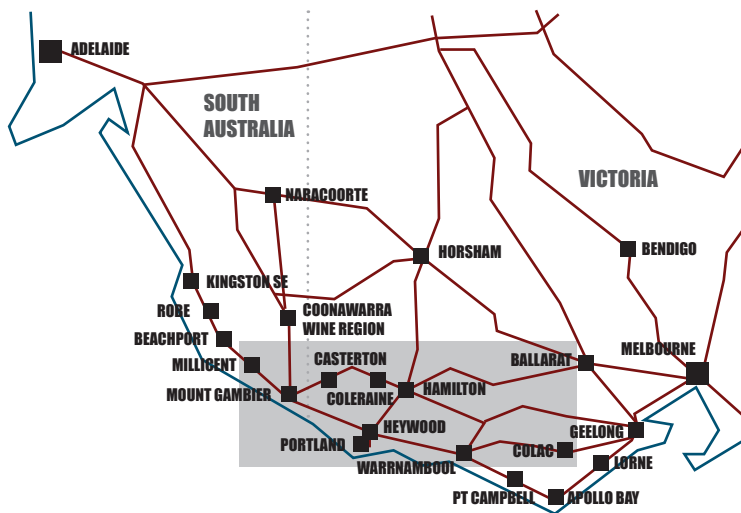 ADELAIDE
SOUTH
AUSTRALIA
VICTORIA
NARACOORTE
HORSHAM
BENDIGO
KINGSTON SE
ROBE
COONAWARRA
WINE REGION
BEACHPORT
MELBOURNE
MILLICENT
CASTERTON
BALLARAT
MOUNT GAMBIER
COLERAINE
HAMILTON
HEYWOOD
GEELONG
PORTLAND
COLAC
WARRNAMBOOL
LORNE
PT CAMPBELL
APOLLO BAY